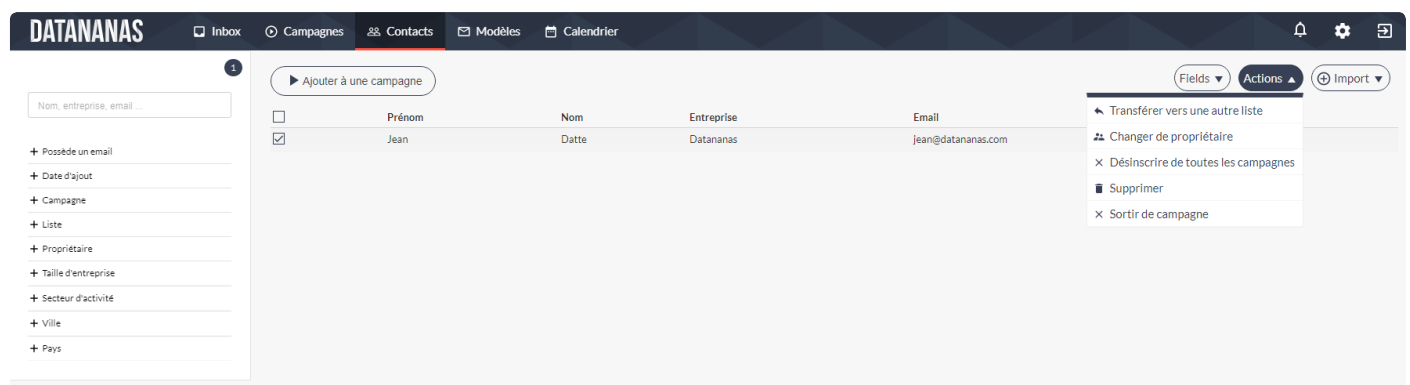 DATANANAS
Inbox
Campagnes
Contacts
Modèles
Calendrier
1
Nom, entreprise, email ...
+ Possède un email
+ Date d'ajout
+ Campagne
+ Liste
+ Propriétaire
+ Taille d'entreprise
+ Secteur d'activité
+ Ville
+ Pays
Ajouter à une campagne
Fields
Actions
Import
Prénom Nom Entreprise Email
Jean Datte Datananas jean@datananas.com
Transférer vers une autre liste
Changer de propriétaire
Désinscrire de toutes les campagnes
Supprimer
Sortir de campagne